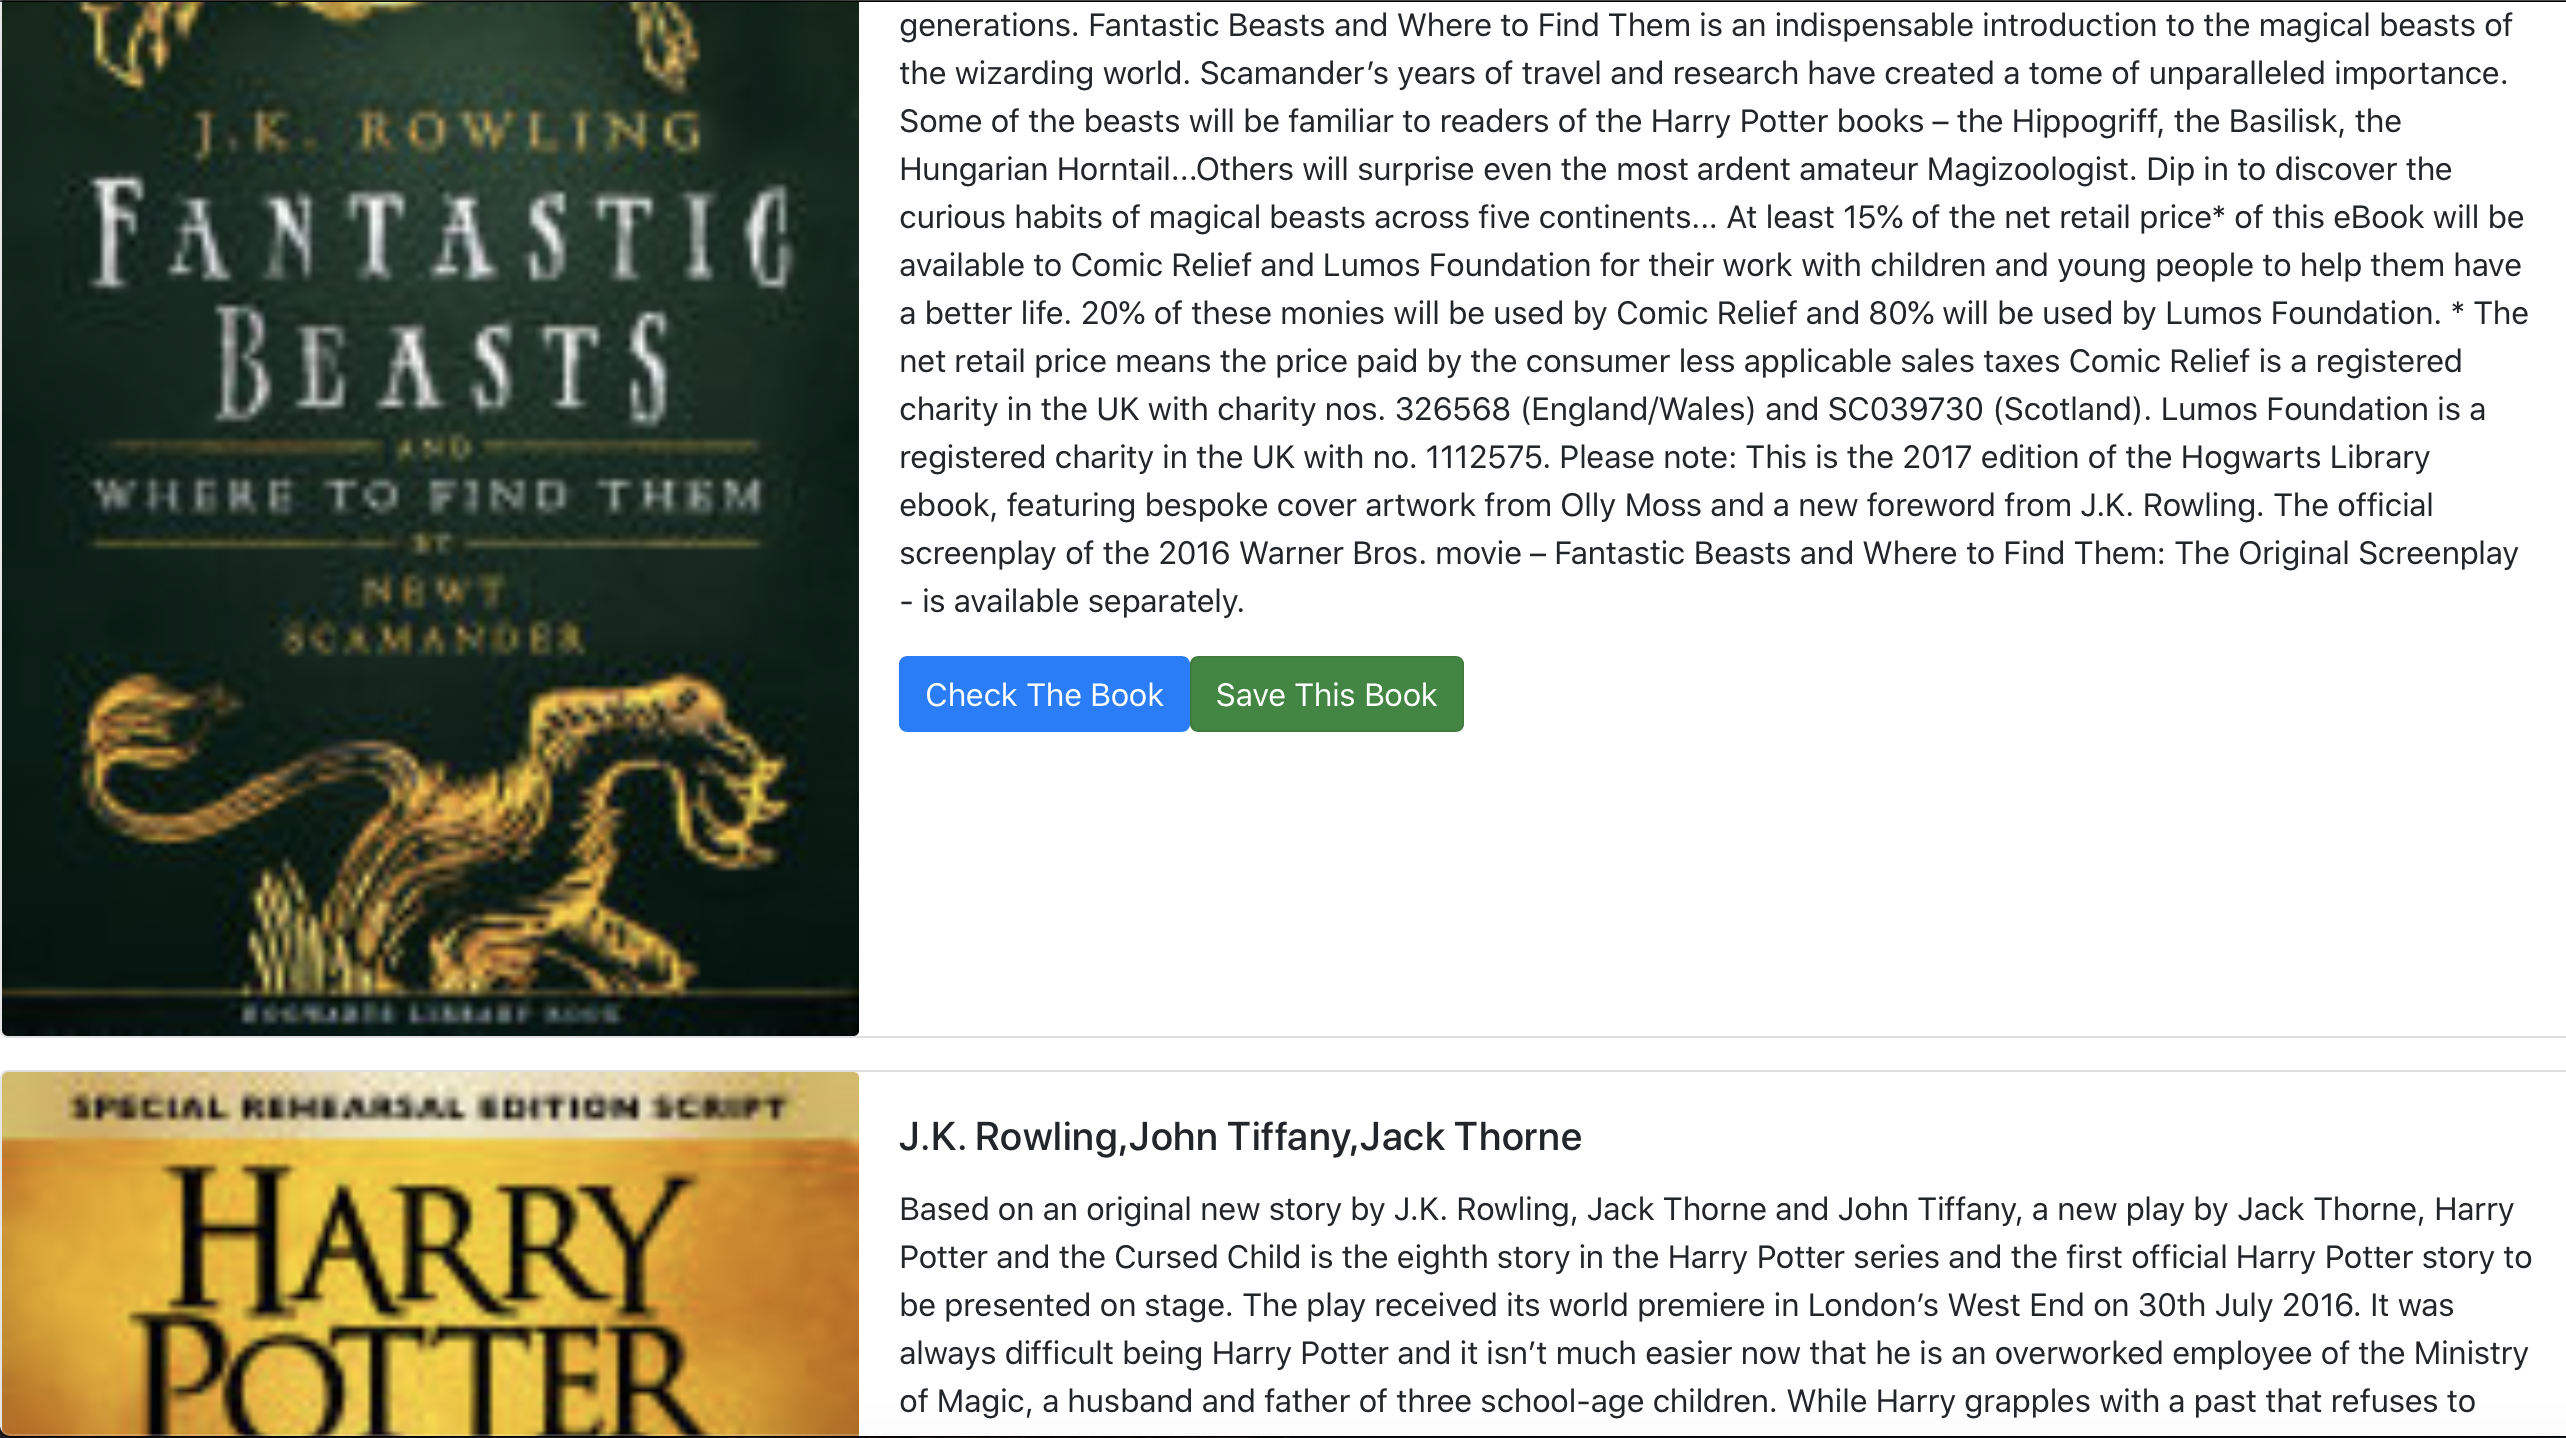 J.K. ROWLING
FANTASTIC
BEASTS
AND
WHERE TO FIND THEM
BY
NEWT
SCAMANDER
HOGWARTS LIBRARY BOOK
generations. Fantastic Beasts and Where to Find Them is an indispensable introduction to the magical beasts of
the wizarding world. Scamander’s years of travel and research have created a tome of unparalleled importance.
Some of the beasts will be familiar to readers of the Harry Potter books – the Hippogriff, the Basilisk, the
Hungarian Horntail…Others will surprise even the most ardent amateur Magizoologist. Dip in to discover the
curious habits of magical beasts across five continents… At least 15% of the net retail price* of this eBook will be
available to Comic Relief and Lumos Foundation for their work with children and young people to help them have
a better life. 20% of these monies will be used by Comic Relief and 80% will be used by Lumos Foundation. * The
net retail price means the price paid by the consumer less applicable sales taxes Comic Relief is a registered
charity in the UK with charity nos. 326568 (England/Wales) and SC039730 (Scotland). Lumos Foundation is a
registered charity in the UK with no. 1112575. Please note: This is the 2017 edition of the Hogwarts Library
ebook, featuring bespoke cover artwork from Olly Moss and a new foreword from J.K. Rowling. The official
screenplay of the 2016 Warner Bros. movie – Fantastic Beasts and Where to Find Them: The Original Screenplay
- is available separately.
Check The Book
Save This Book
SPECIAL REHEARSAL EDITION SCRIPT
HARRY
POTTER
J.K. Rowling,John Tiffany,Jack Thorne
Based on an original new story by J.K. Rowling, Jack Thorne and John Tiffany, a new play by Jack Thorne, Harry
Potter and the Cursed Child is the eighth story in the Harry Potter series and the first official Harry Potter story to
be presented on stage. The play received its world premiere in London’s West End on 30th July 2016. It was
always difficult being Harry Potter and it isn’t much easier now that he is an overworked employee of the Ministry
of Magic, a husband and father of three school-age children. While Harry grapples with a past that refuses to